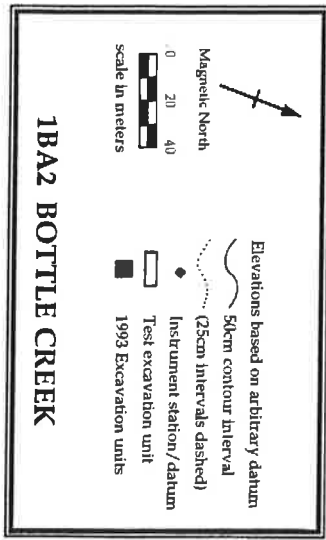 Magnetic North
0 20 40
scale in meters
Elevations based on arbitrary datum
50cm contour interval
(25cm intervals dashed)
Instrument station/datum
Test excavation unit
1993 Excavation units
1BA2 BOTTLE CREEK